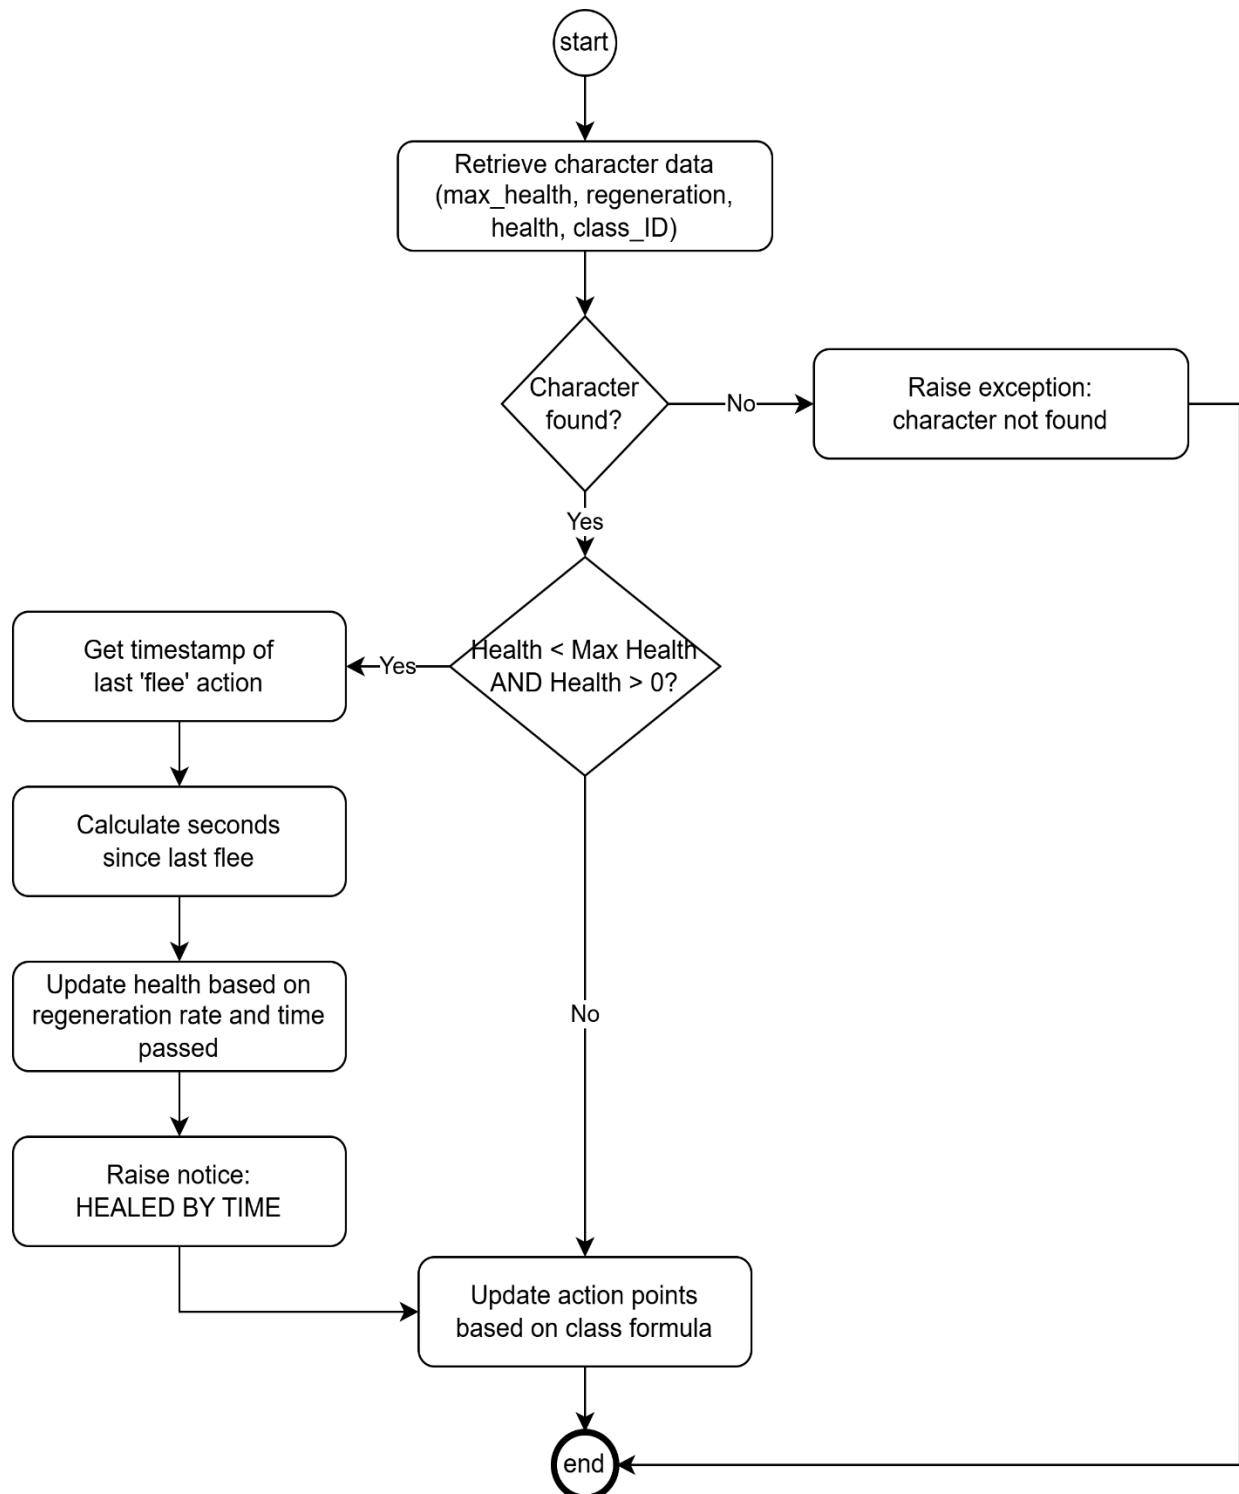 start
Retrieve character data
(max_health, regeneration,
health, class_ID)
Character
found?
No
Raise exception:
character not found
Yes
Health < Max Health
AND Health > 0?
Yes
Get timestamp of
last 'flee' action
Calculate seconds
since last flee
Update health based on
regeneration rate and time
passed
No
Raise notice:
HEALED BY TIME
Update action points
based on class formula
end